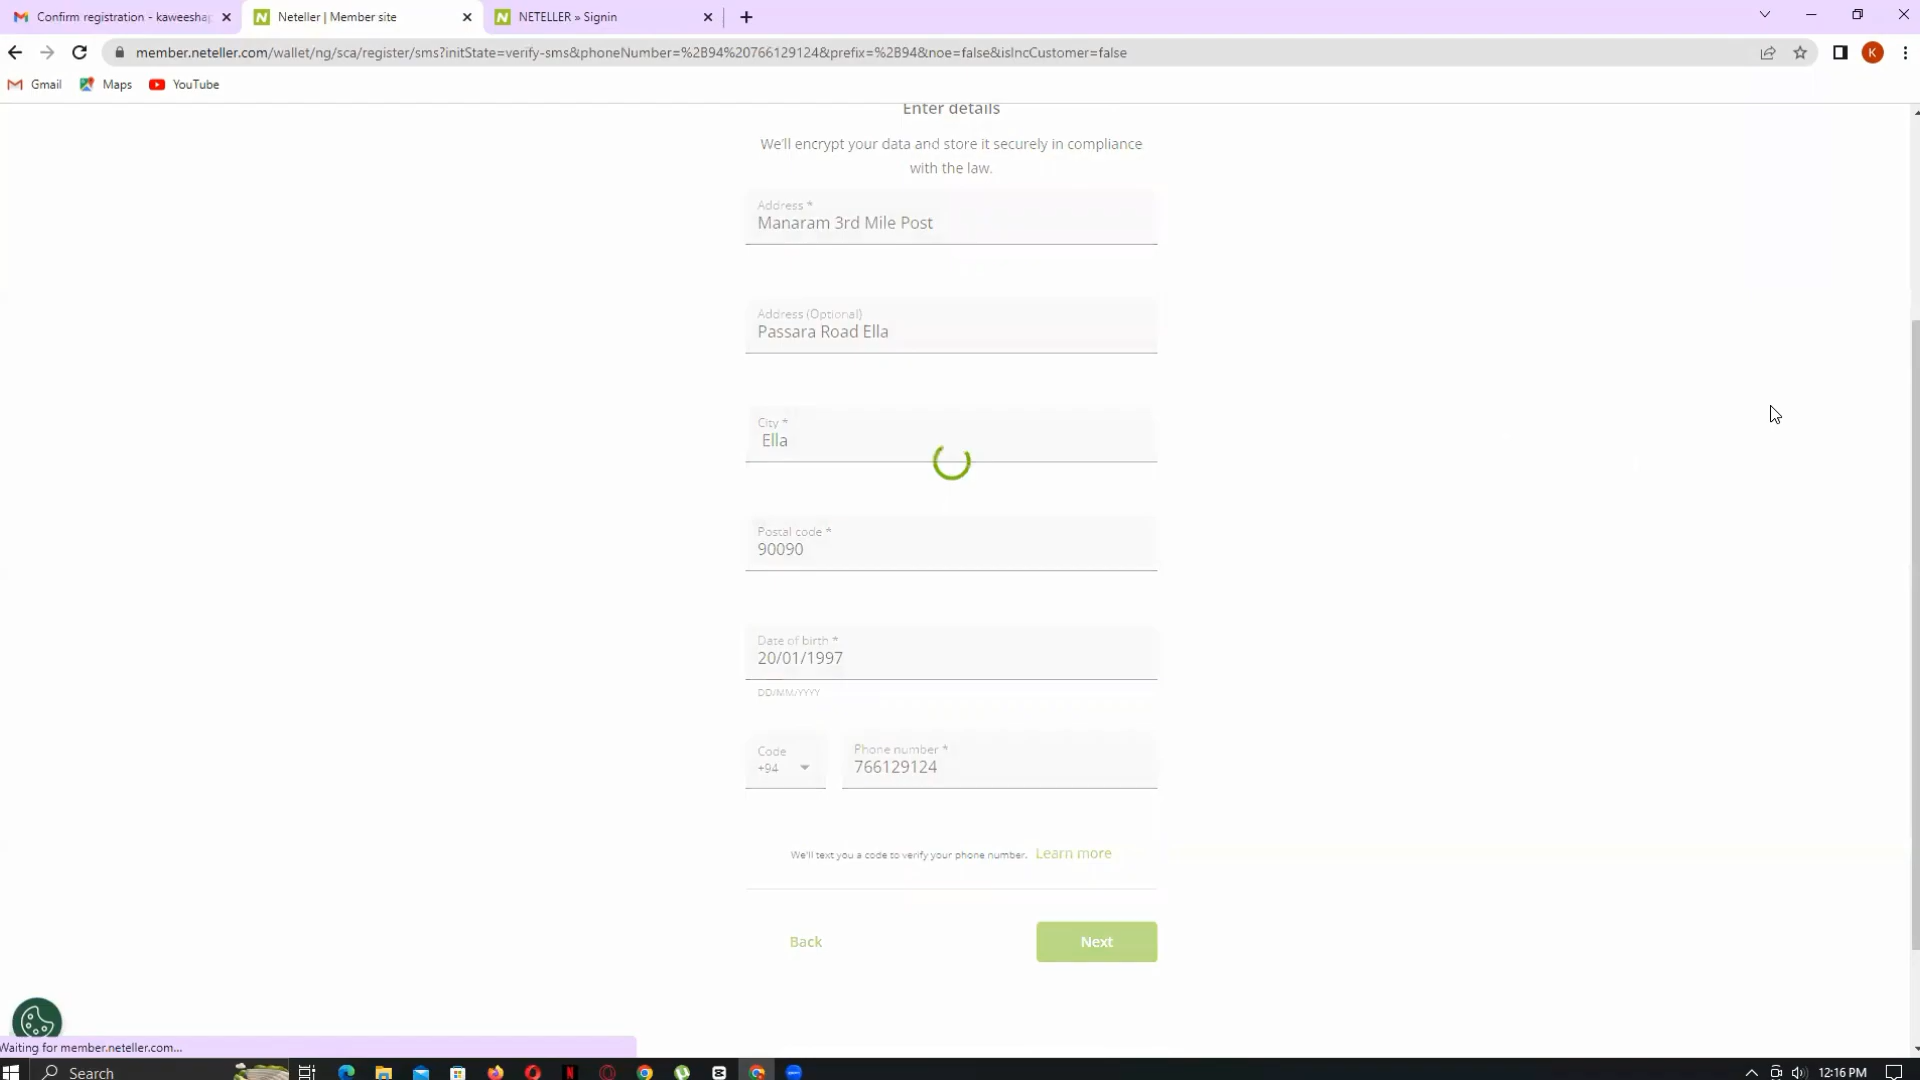 Confirm registration - kaweesha
Neteller | Member site
NETELLER » Signin
member.neteller.com/wallet/ng/sca/register/sms?initState=verify-sms&phoneNumber=%2B94%20766129124&prefix=%2B94&noe=false&isIncCustomer=false
K
Gmail
Maps
YouTube
Enter details
We'll encrypt your data and store it securely in compliance
with the law.
Address *
Manaram 3rd Mile Post
Address (Optional)
Passara Road Ella
City *
Ella
Postal code *
90090
Date of birth *
20/01/1997
DD/MM/YYYY
Code
+94
Phone number *
766129124
We'll text you a code to verify your phone number. Learn more
Back
Next
Waiting for member.neteller.com...
Search
12:16 PM